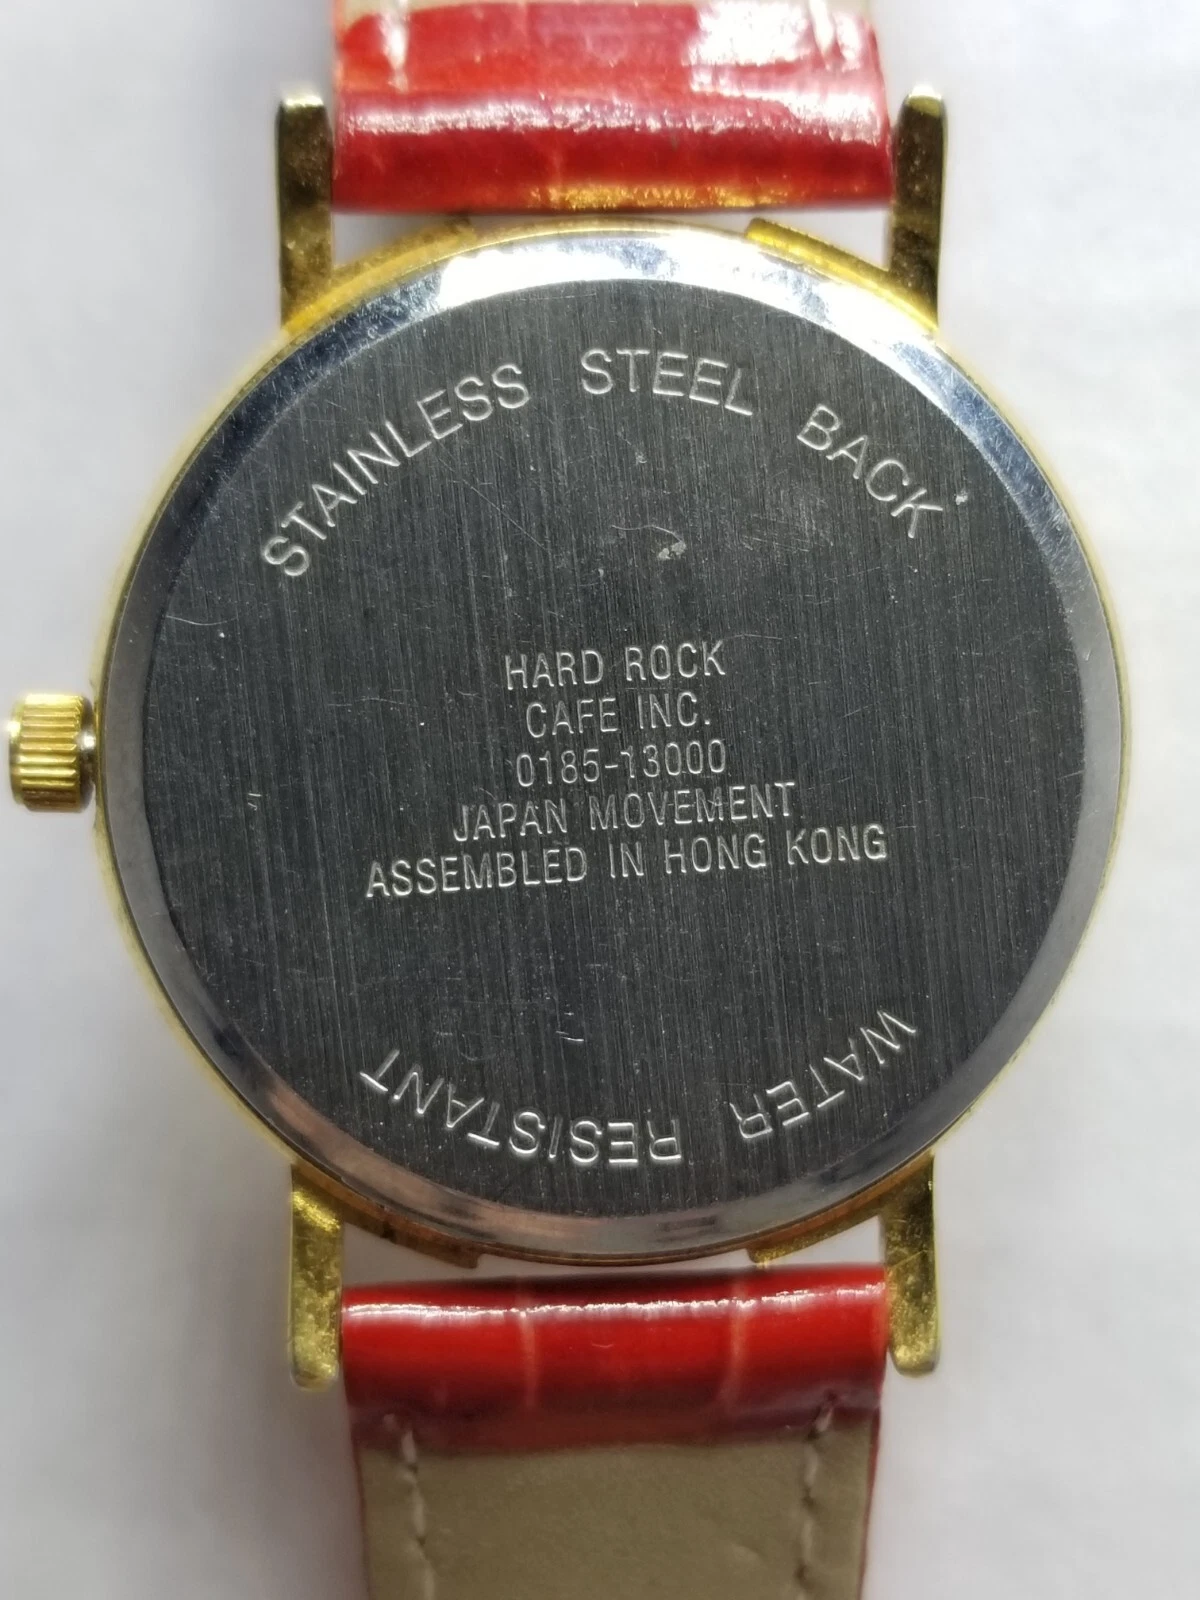 STAINLESS STEEL BACK
HARD ROCK
CAFE INC.
0185-13000
JAPAN MOVEMENT
ASSEMBLED IN HONG KONG
WATER RESISTANT